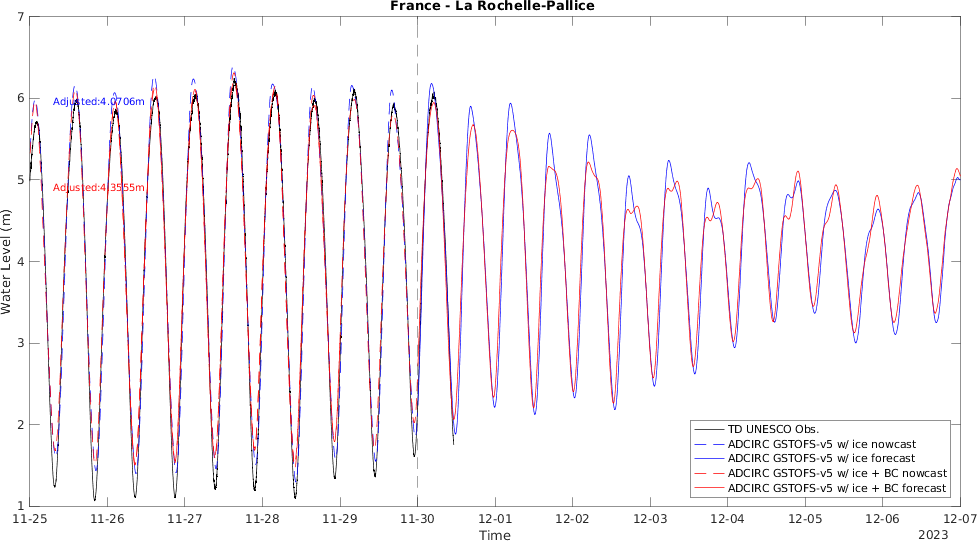 France - La Rochelle-Pallice
7
6
5
4
3
2
1
Water Level (m)
Adjusted:4.0706m
Adjusted:4.3555m
TD UNESCO Obs.
ADCIRC GSTOFS-v5 w/ ice nowcast
ADCIRC GSTOFS-v5 w/ ice forecast
ADCIRC GSTOFS-v5 w/ ice + BC nowcast
ADCIRC GSTOFS-v5 w/ ice + BC forecast
11-25 11-26 11-27 11-28 11-29 11-30 12-01 12-02 12-03 12-04 12-05 12-06 12-07
Time
2023